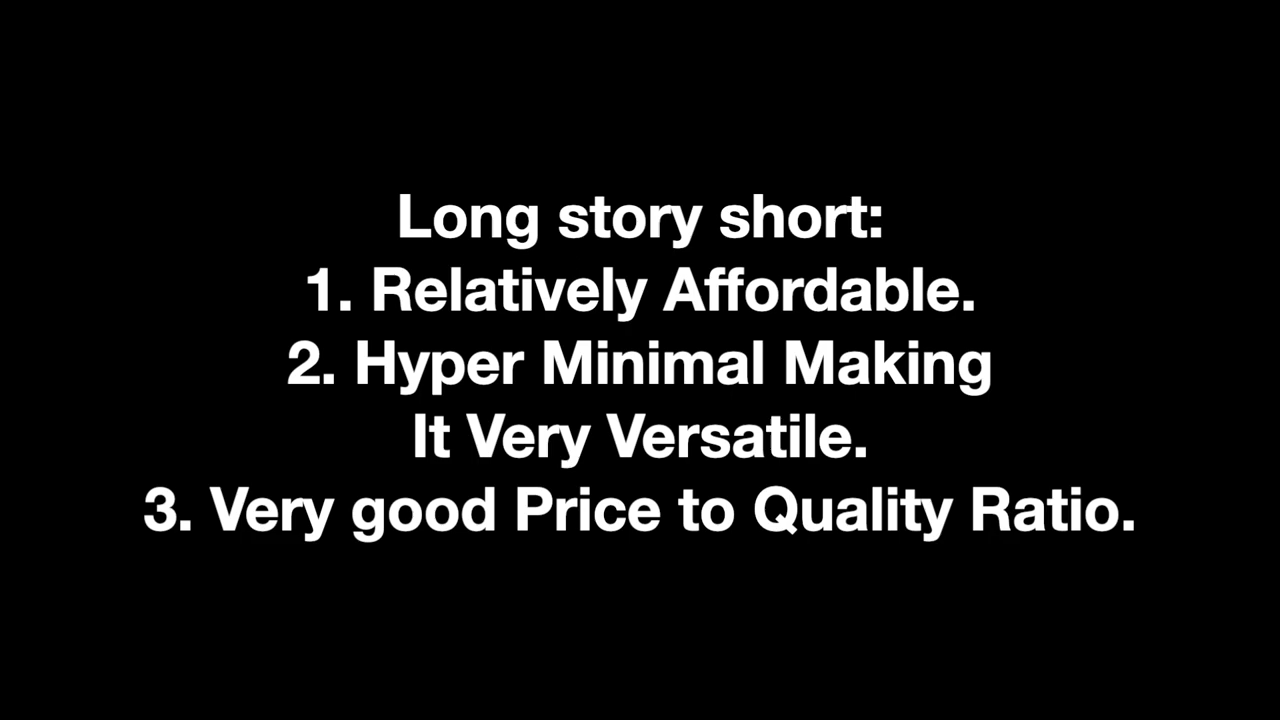 Long story short:
1. Relatively Affordable.
2. Hyper Minimal Making
It Very Versatile.
3. Very good Price to Quality Ratio.